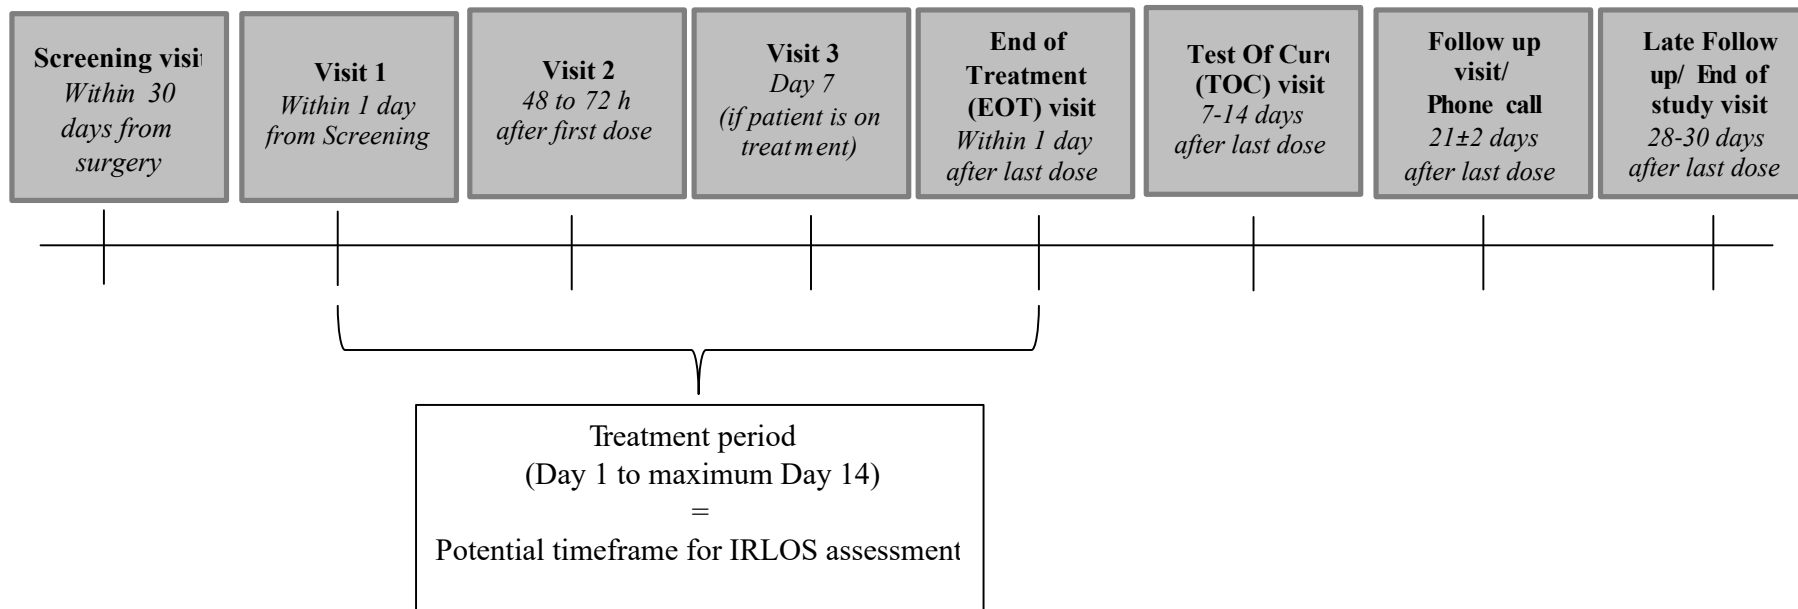 Screening visit
Within 30
days from
surgery
Visit 1
Within 1 day
from Screening
Visit 2
48 to 72 h
after first dose
Visit 3
Day 7
(if patient is on
treatment)
End of
Treatment
(EOT) visit
Within 1 day
after last dose
Test Of Cure
(TOC) visit
7-14 days
after last dose
Follow up
visit/
Phone call
21±2 days
after last dose
Late Follow
up/ End of
study visit
28-30 days
after last dose
Treatment period
(Day 1 to maximum Day 14)
=
Potential timeframe for IRLOS assessment